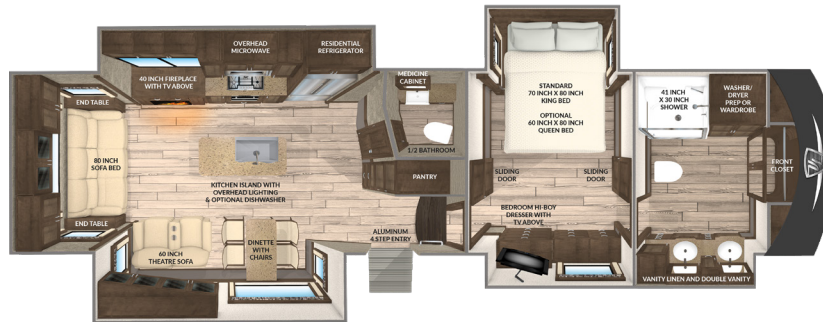 END TABLE
80 INCH
SOFA BED
END TABLE
40 INCH FIREPLACE
WITH TV ABOVE
OVERHEAD
MICROWAVE
RESIDENTIAL
REFRIGERATOR
KITCHEN ISLAND WITH
OVERHEAD LIGHTING
& OPTIONAL DISHWASHER
60 INCH
THEATRE SOFA
DINETTE
WITH
CHAIRS
MEDICINE
CABINET
1/2 BATHROOM
PANTRY
ALUMINUM
4 STEP ENTRY
STANDARD
70 INCH X 80 INCH
KING BED
OPTIONAL
60 INCH X 80 INCH
QUEEN BED
SLIDING
DOOR
SLIDING
DOOR
BEDROOM HI-BOY
DRESSER WITH
TV ABOVE
41 INCH
X 30 INCH
SHOWER
WASHER/
DRYER
PREP OR
WARDROBE
FRONT
CLOSET
VANITY LINEN AND DOUBLE VANITY